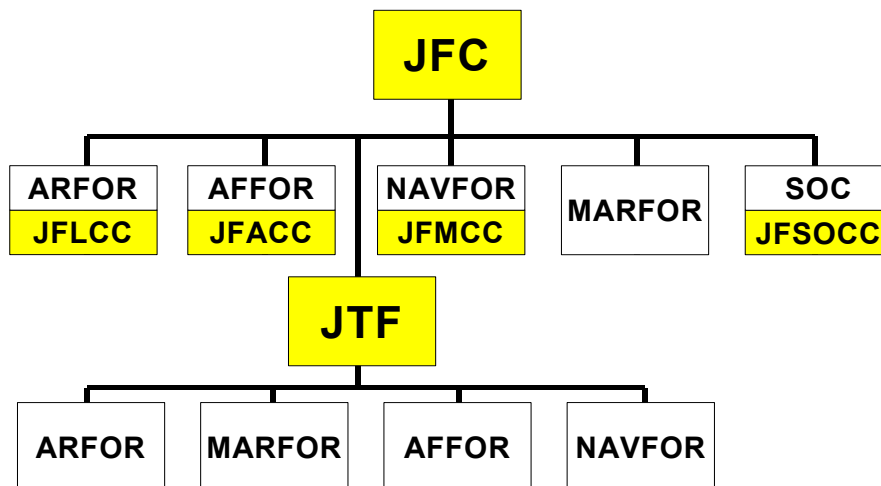 JFC
ARFOR
JFLCC
AFFOR
JFACC
NAVFOR
JFMCC
MARFOR
SOC
JFSOCC
JTF
ARFOR
MARFOR
AFFOR
NAVFOR